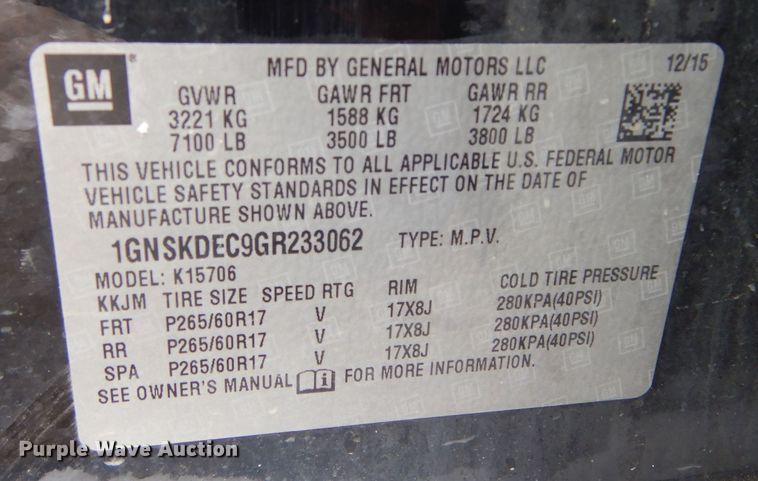 GM®
MFD BY GENERAL MOTORS LLC 12/15
GVWR GAWR FRT GAWR RR
3221 KG 1588 KG 1724 KG
7100 LB 3500 LB 3800 LB
THIS VEHICLE CONFORMS TO ALL APPLICABLE U.S. FEDERAL MOTOR
VEHICLE SAFETY STANDARDS IN EFFECT ON THE DATE OF
MANUFACTURE SHOWN ABOVE.
1GNSKDEC9GR233062 TYPE: M.P.V.
MODEL: K15706
KKJM TIRE SIZE SPEED RTG RIM COLD TIRE PRESSURE
FRT P265/60R17 V 17X8J 280KPA(40PSI)
RR P265/60R17 V 17X8J 280KPA(40PSI)
SPA P265/60R17 V 17X8J 280KPA(40PSI)
SEE OWNER'S MANUAL FOR MORE INFORMATION.
Purple Wave Auction